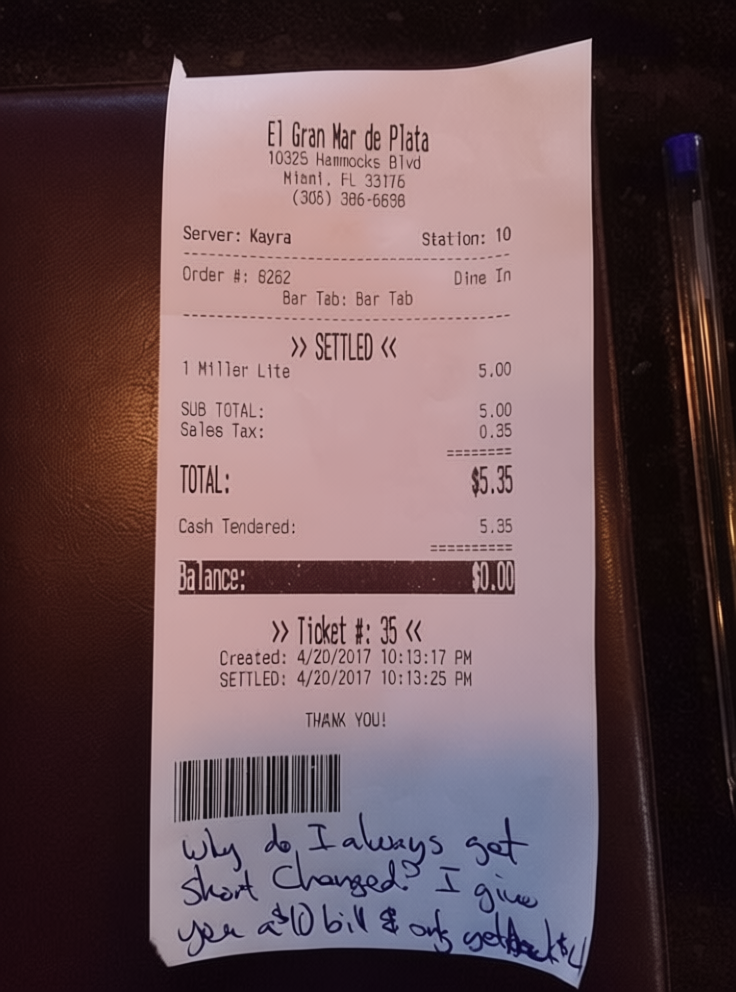 El Gran Mar de Plata
10325 Hammocks Blvd
Miami, FL 33176
(305) 386-6698
Server: Kayra Station: 10
Order #: 8262 Dine In
Bar Tab: Bar Tab
>> SETTLED <<
1 Miller Lite 5.00
SUB TOTAL: 5.00
Sales Tax: 0.35
========
TOTAL: $5.35
Cash Tendered: 5.35
==========
Balance: $0.00
>> Ticket #: 35 <<
Created: 4/20/2017 10:13:17 PM
SETTLED: 4/20/2017 10:13:25 PM
THANK YOU!
Why do I always get
short changed? I give
you a $10 bill & only get back $4